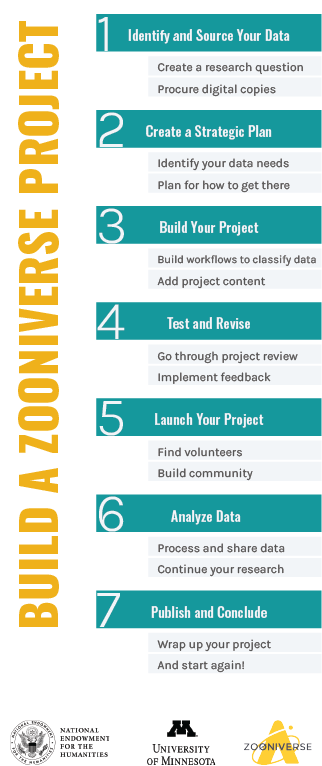 BUILD A ZOONIVERSE PROJECT
1 Identify and Source Your Data
Create a research question
Procure digital copies
2 Create a Strategic Plan
Identify your data needs
Plan for how to get there
3 Build Your Project
Build workflows to classify data
Add project content
4 Test and Revise
Go through project review
Implement feedback
5 Launch Your Project
Find volunteers
Build community
6 Analyze Data
Process and share data
Continue your research
7 Publish and Conclude
Wrap up your project
And start again!
NATIONAL
ENDOWMENT
FOR THE
HUMANITIES
M
UNIVERSITY
OF MINNESOTA
ZOONIVERSE